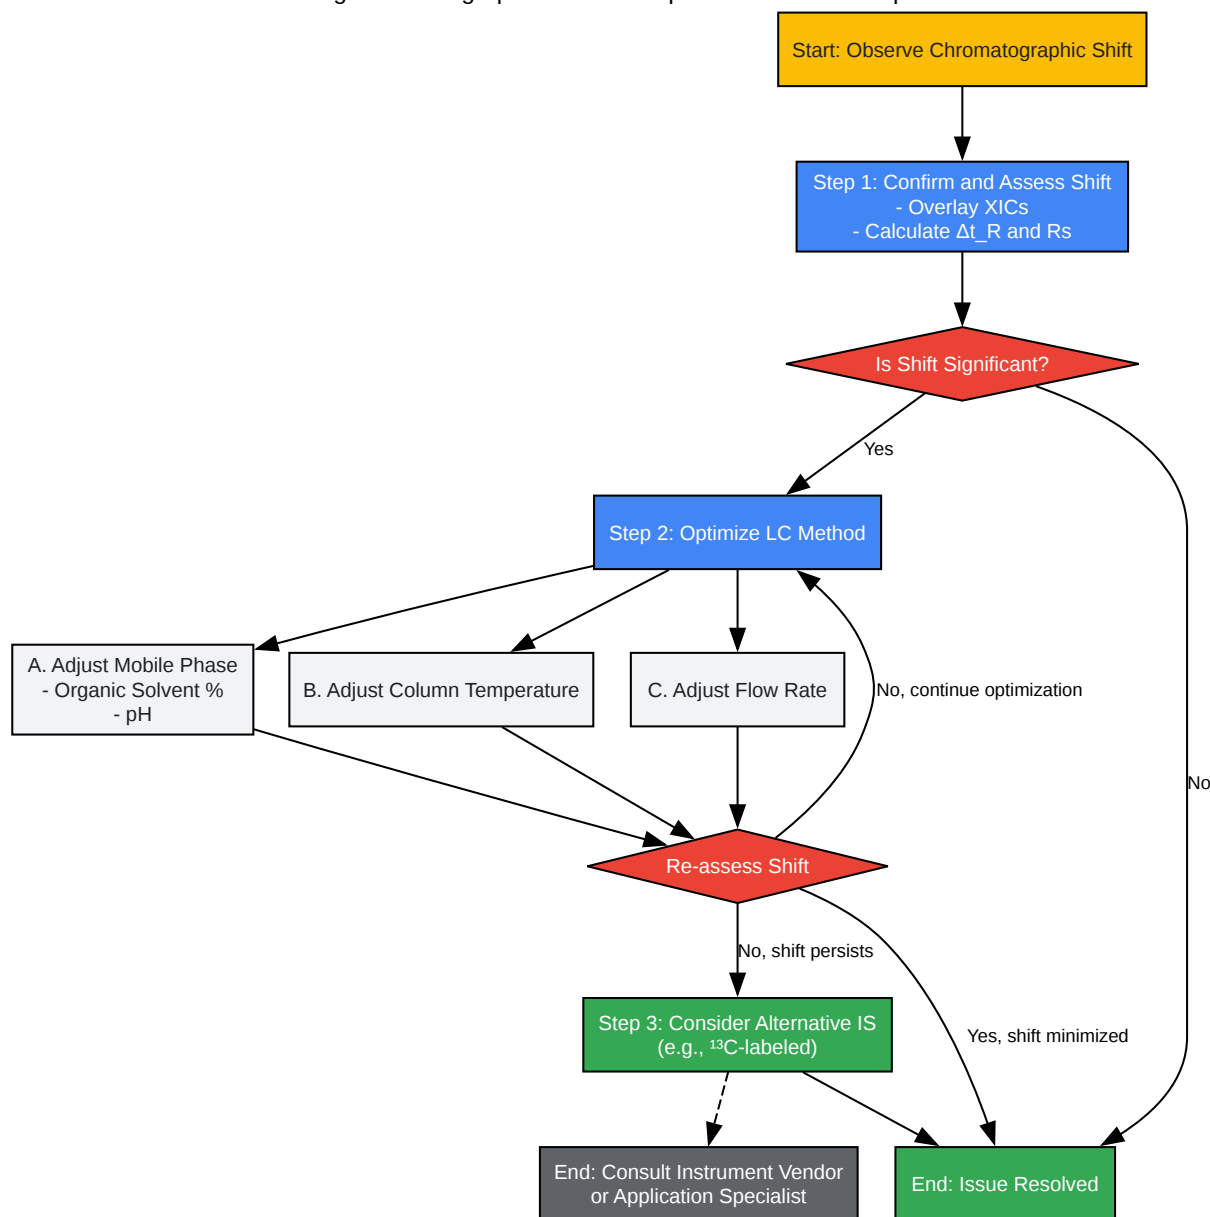 Start: Observe Chromatographic Shift
Step 1: Confirm and Assess Shift
- Overlay XICs
- Calculate Δt_R and Rs
Is Shift Significant?
Yes
Step 2: Optimize LC Method
A. Adjust Mobile Phase
- Organic Solvent %
- pH
B. Adjust Column Temperature
C. Adjust Flow Rate
No, continue optimization
No
Re-assess Shift
No, shift persists
Yes, shift minimized
Step 3: Consider Alternative IS
(e.g., ¹³C-labeled)
End: Consult Instrument Vendor
or Application Specialist
End: Issue Resolved